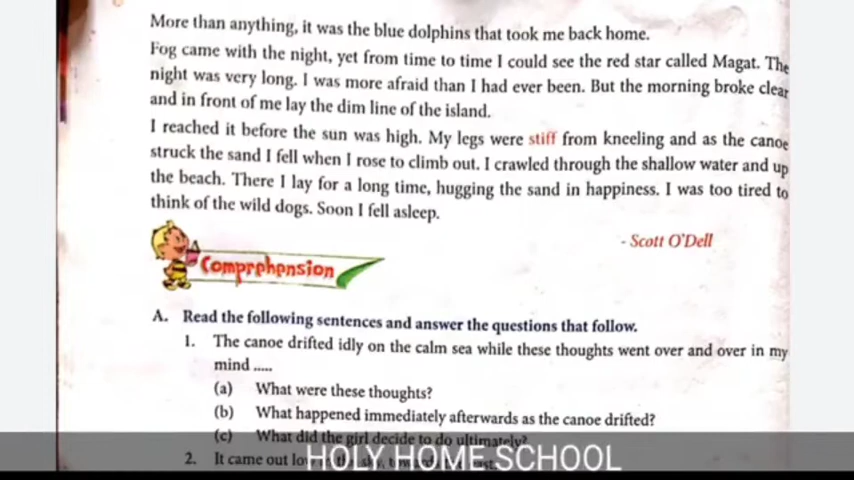 More than anything, it was the blue dolphins that took me back home.
Fog came with the night, yet from time to time I could see the red star called Magat. The
night was very long. I was more afraid than I had ever been. But the morning broke clear
and in front of me lay the dim line of the island.
I reached it before the sun was high. My legs were stiff from kneeling and as the canoe
struck the sand I fell when I rose to climb out. I crawled through the shallow water and up
the beach. There I lay for a long time, hugging the sand in happiness. I was too tired to
think of the wild dogs. Soon I fell asleep.
- Scott O'Dell
Comprehension
A. Read the following sentences and answer the questions that follow.
1. The canoe drifted idly on the calm sea while these thoughts went over and over in my
mind .....
(a) What were these thoughts?
(b) What happened immediately afterwards as the canoe drifted?
(c) What did the girl decide to do ultimately?
2. It came out
HOLY HOME SCHOOL